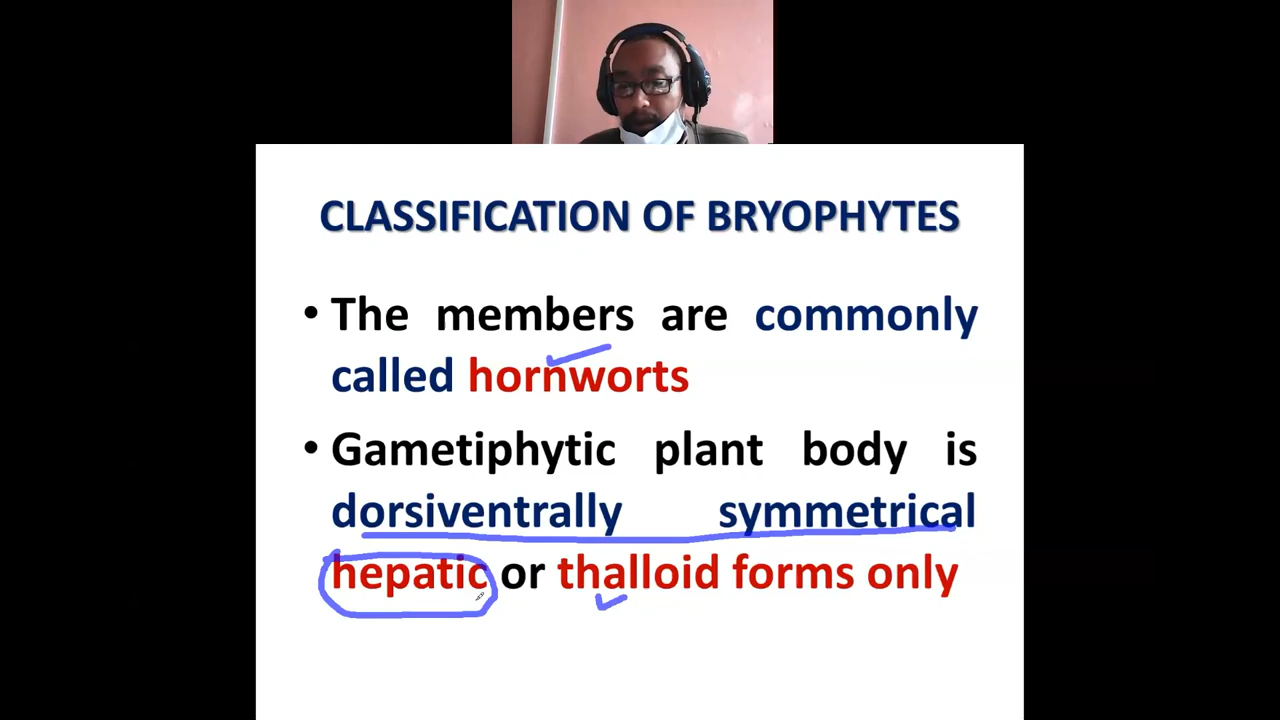 CLASSIFICATION OF BRYOPHYTES
• The members are commonly
called hornworts
• Gametiphytic plant body is
dorsiventrally symmetrical
hepatic or thalloid forms only